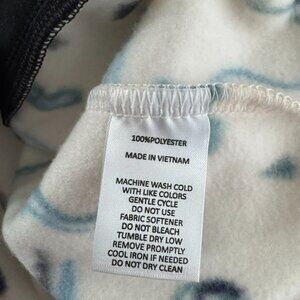 100%POLYESTER
MADE IN VIETNAM
MACHINE WASH COLD
WITH LIKE COLORS
GENTLE CYCLE
DO NOT USE
FABRIC SOFTENER
DO NOT BLEACH
TUMBLE DRY LOW
REMOVE PROMPTLY
COOL IRON IF NEEDED
DO NOT DRY CLEAN